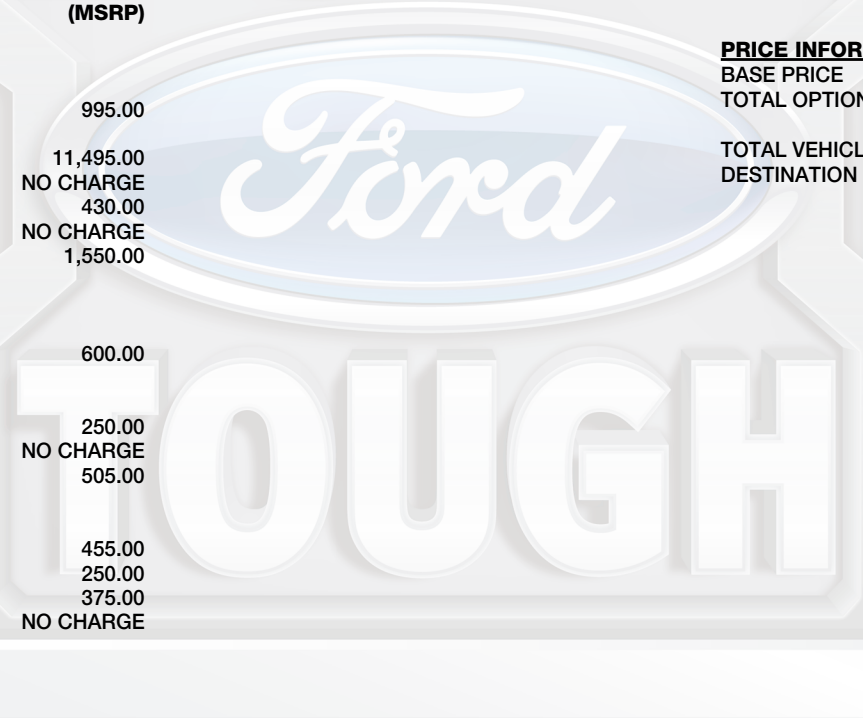 (MSRP)
995.00
11,495.00
NO CHARGE
430.00
NO CHARGE
1,550.00
600.00
250.00
NO CHARGE
505.00
455.00
250.00
375.00
NO CHARGE
PRICE INFOR
BASE PRICE
TOTAL OPTION
TOTAL VEHICL
DESTINATION
Ford
TOUGH